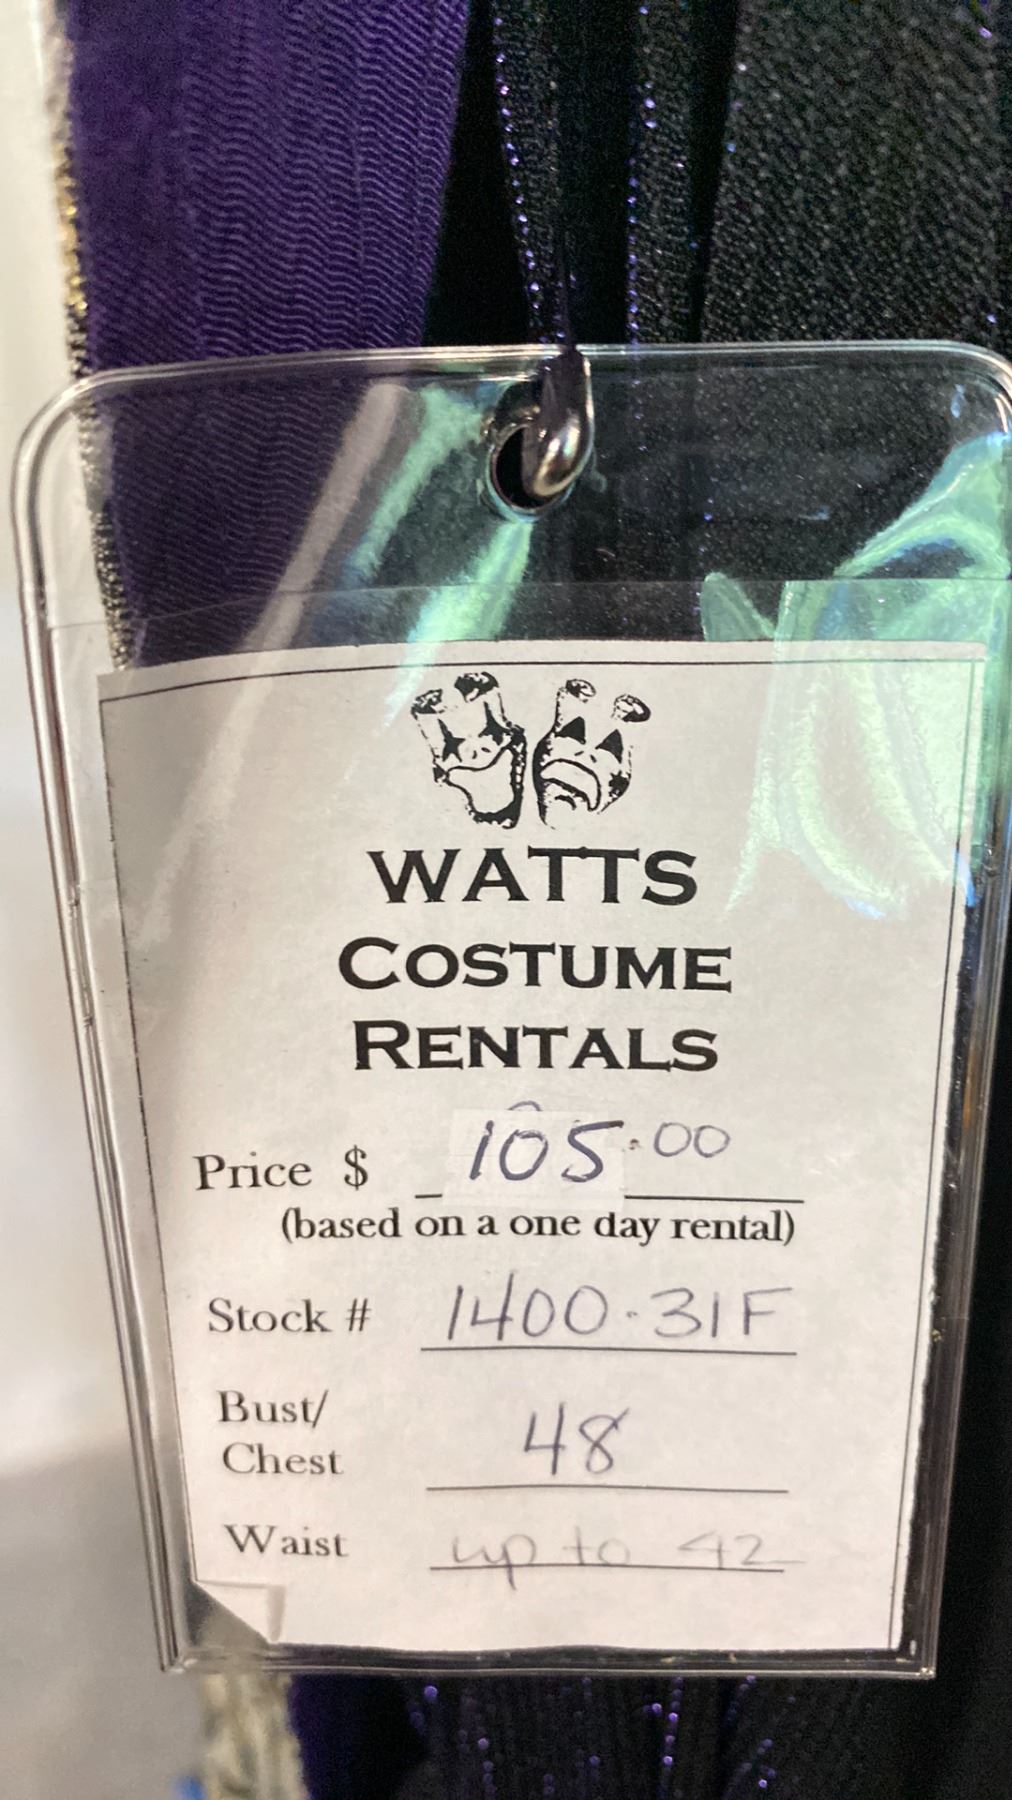 WATTS
COSTUME
RENTALS
Price $ 105.00
(based on a one day rental)
Stock # 1400-31F
Bust/
Chest 48
Waist up to 42